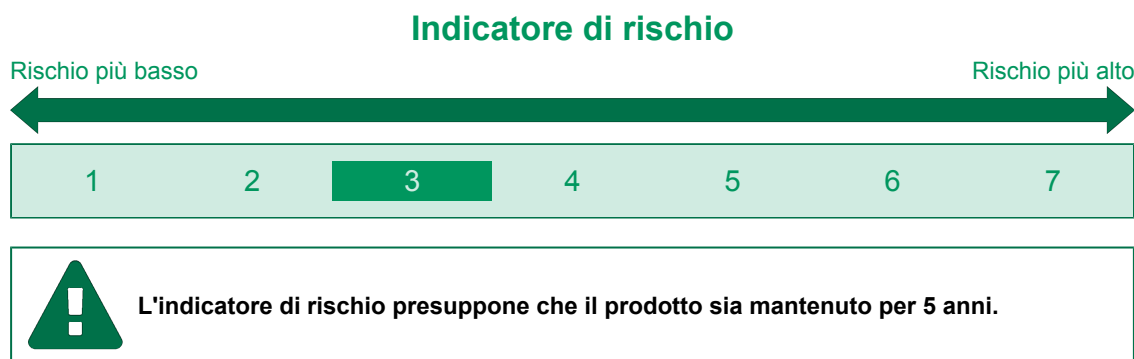 Indicatore di rischio
Rischio più basso Rischio più alto
1 2 3 4 5 6 7
L'indicatore di rischio presuppone che il prodotto sia mantenuto per 5 anni.